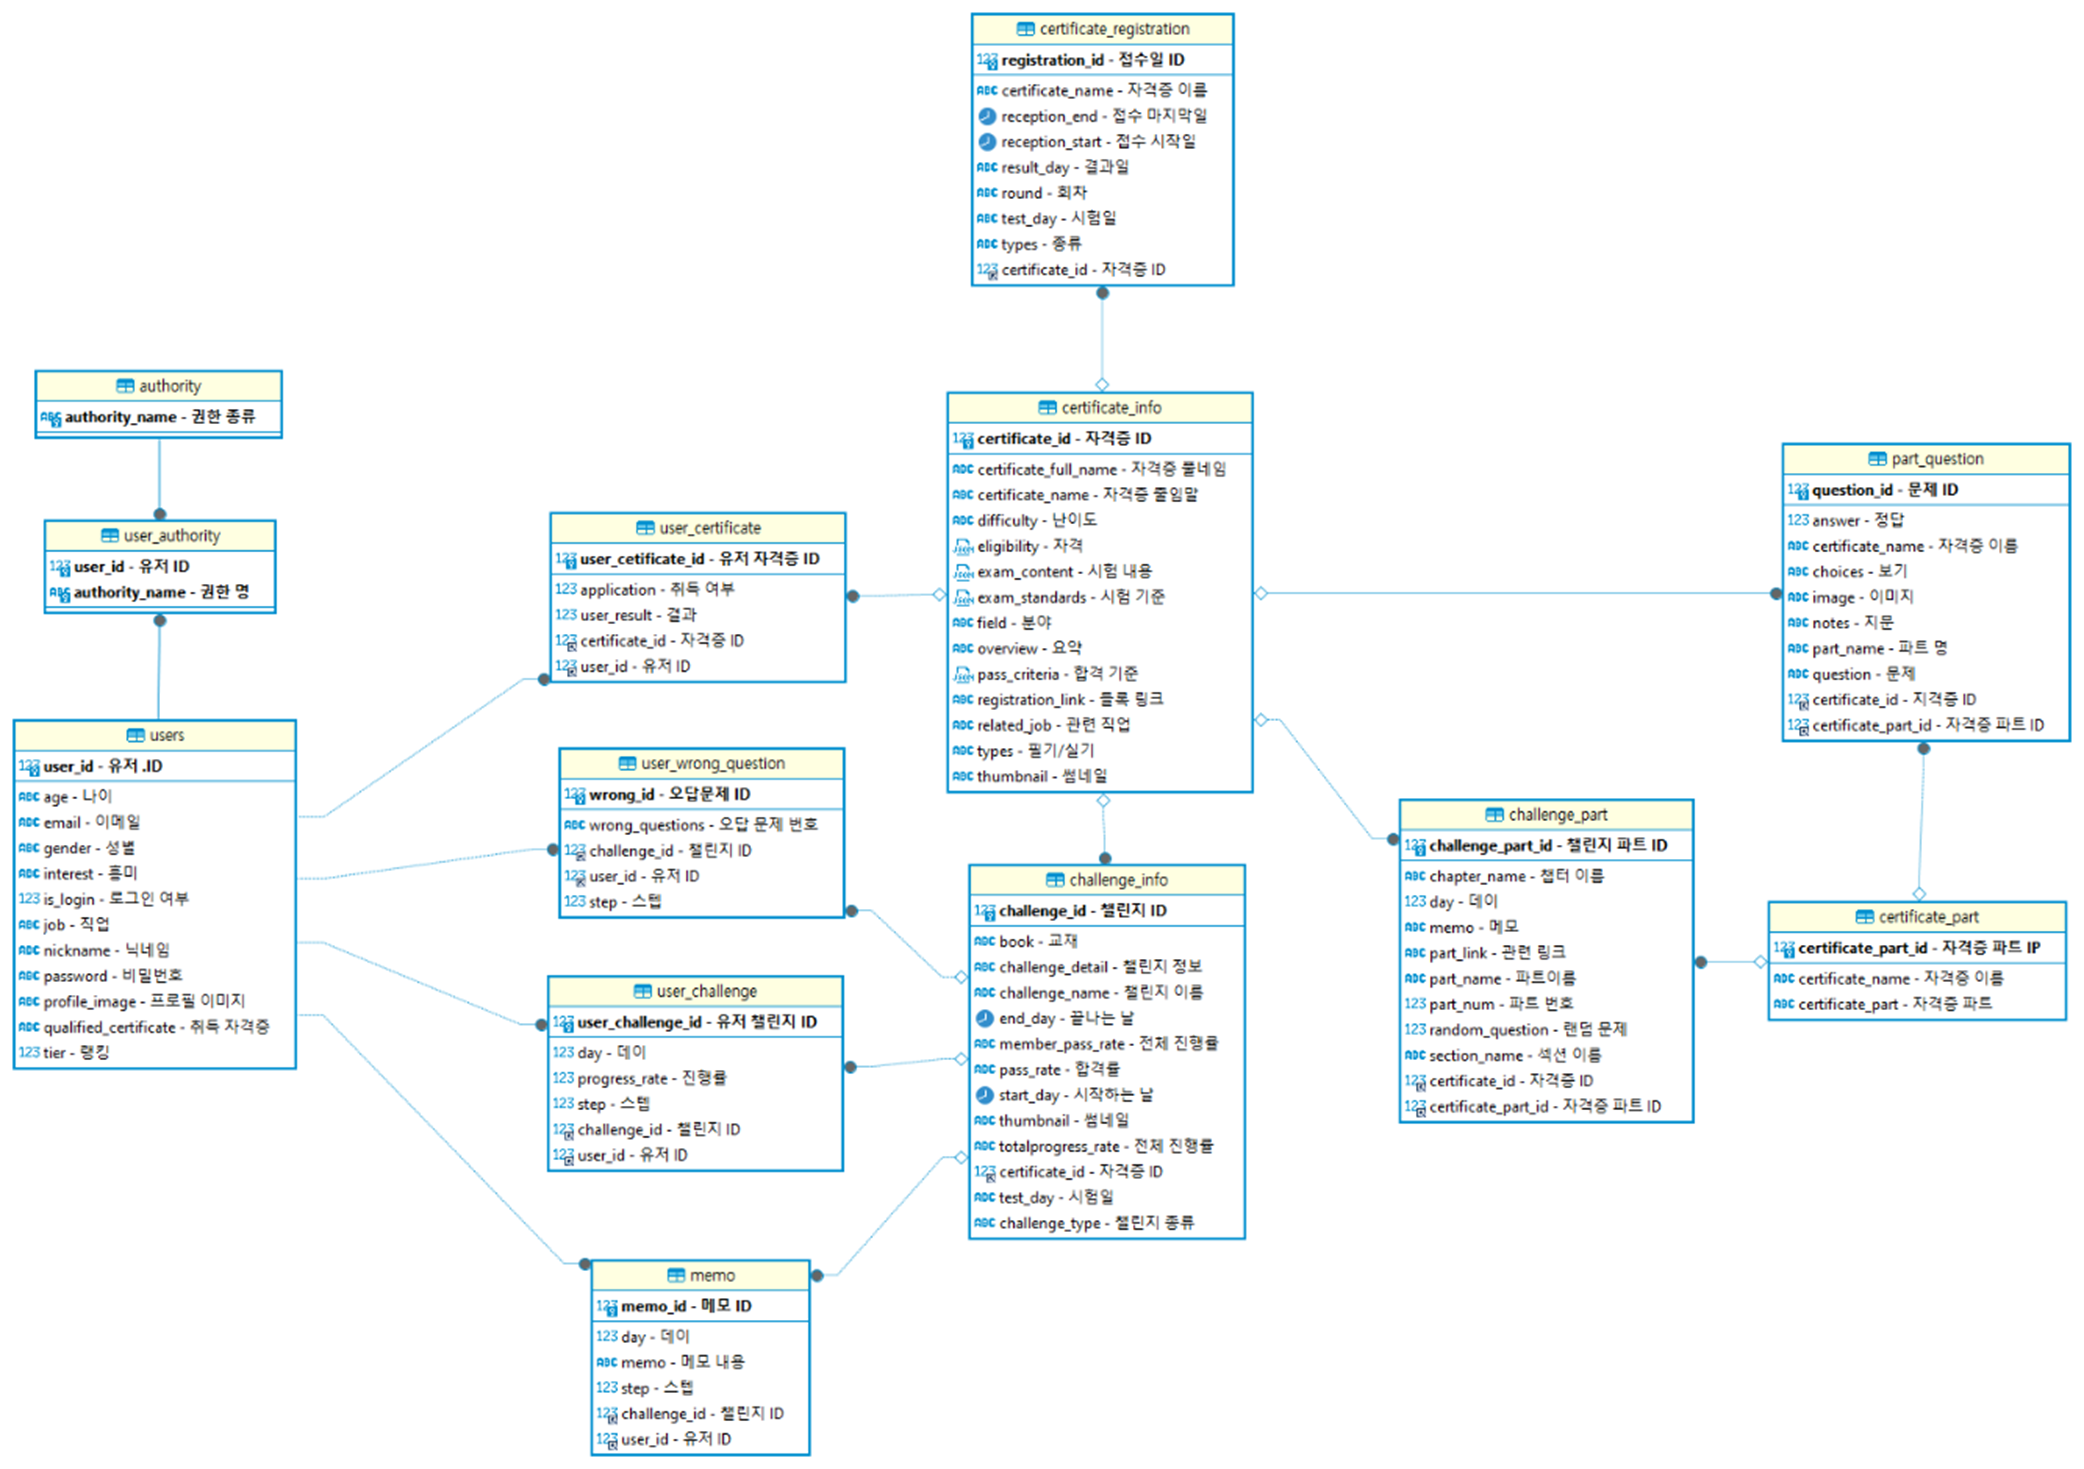 certificate_registration
registration_id - 접수일 ID
certificate_name - 자격증 이름
reception_end - 접수 마지막일
reception_start - 접수 시작일
result_day - 결과일
round - 회차
test_day - 시험일
types - 종류
certificate_id - 자격증 ID
authority
authority_name - 권한 종류
user_authority
user_id - 유저 ID
authority_name - 권한 명
users
user_id - 유저 .ID
age - 나이
email - 이메일
gender - 성별
interest - 흥미
is_login - 로그인 여부
job - 직업
nickname - 닉네임
password - 비밀번호
profile_image - 프로필 이미지
qualified_certificate - 취득 자격증
tier - 랭킹
user_certificate
user_cetificate_id - 유저 자격증 ID
application - 취득 여부
user_result - 결과
certificate_id - 자격증 ID
user_id - 유저 ID
user_wrong_question
wrong_id - 오답문제 ID
wrong_questions - 오답 문제 번호
challenge_id - 챌린지 ID
user_id - 유저 ID
step - 스텝
user_challenge
user_challenge_id - 유저 챌린지 ID
day - 데이
progress_rate - 진행률
step - 스텝
challenge_id - 챌린지 ID
user_id - 유저 ID
memo
memo_id - 메모 ID
day - 데이
memo - 메모 내용
step - 스텝
challenge_id - 챌린지 ID
user_id - 유저 ID
certificate_info
certificate_id - 자격증 ID
certificate_full_name - 자격증 풀네임
certificate_name - 자격증 줄임말
difficulty - 난이도
eligibility - 자격
exam_content - 시험 내용
exam_standards - 시험 기준
field - 분야
overview - 요약
pass_criteria - 합격 기준
registration_link - 등록 링크
related_job - 관련 직업
types - 필기/실기
thumbnail - 썸네일
challenge_info
challenge_id - 챌린지 ID
book - 교재
challenge_detail - 챌린지 정보
challenge_name - 챌린지 이름
end_day - 끝나는 날
member_pass_rate - 전체 진행률
pass_rate - 합격률
start_day - 시작하는 날
thumbnail - 썸네일
totalprogress_rate - 전체 진행률
certificate_id - 자격증 ID
test_day - 시험일
challenge_type - 챌린지 종류
challenge_part
challenge_part_id - 챌린지 파트 ID
chapter_name - 챕터 이름
day - 데이
memo - 메모
part_link - 관련 링크
part_name - 파트이름
part_num - 파트 번호
random_question - 랜덤 문제
section_name - 섹션 이름
certificate_id - 자격증 ID
certificate_part_id - 자격증 파트 ID
part_question
question_id - 문제 ID
answer - 정답
certificate_name - 자격증 이름
choices - 보기
image - 이미지
notes - 지문
part_name - 파트 명
question - 문제
certificate_id - 지격증 ID
certificate_part_id - 자격증 파트 ID
certificate_part
certificate_part_id - 자격증 파트 IP
certificate_name - 자격증 이름
certificate_part - 자격증 파트